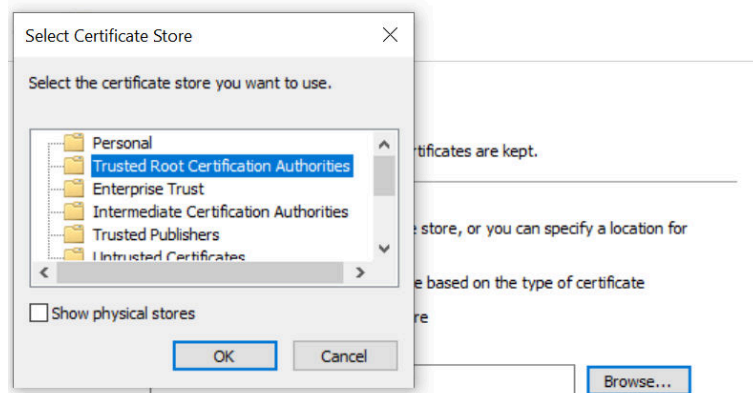 Select Certificate Store
Select the certificate store you want to use.
Personal
Trusted Root Certification Authorities
Enterprise Trust
Intermediate Certification Authorities
Trusted Publishers
Untrusted Certificates
Show physical stores
OK Cancel
rtificates are kept.
store, or you can specify a location for
e based on the type of certificate
re
Browse...